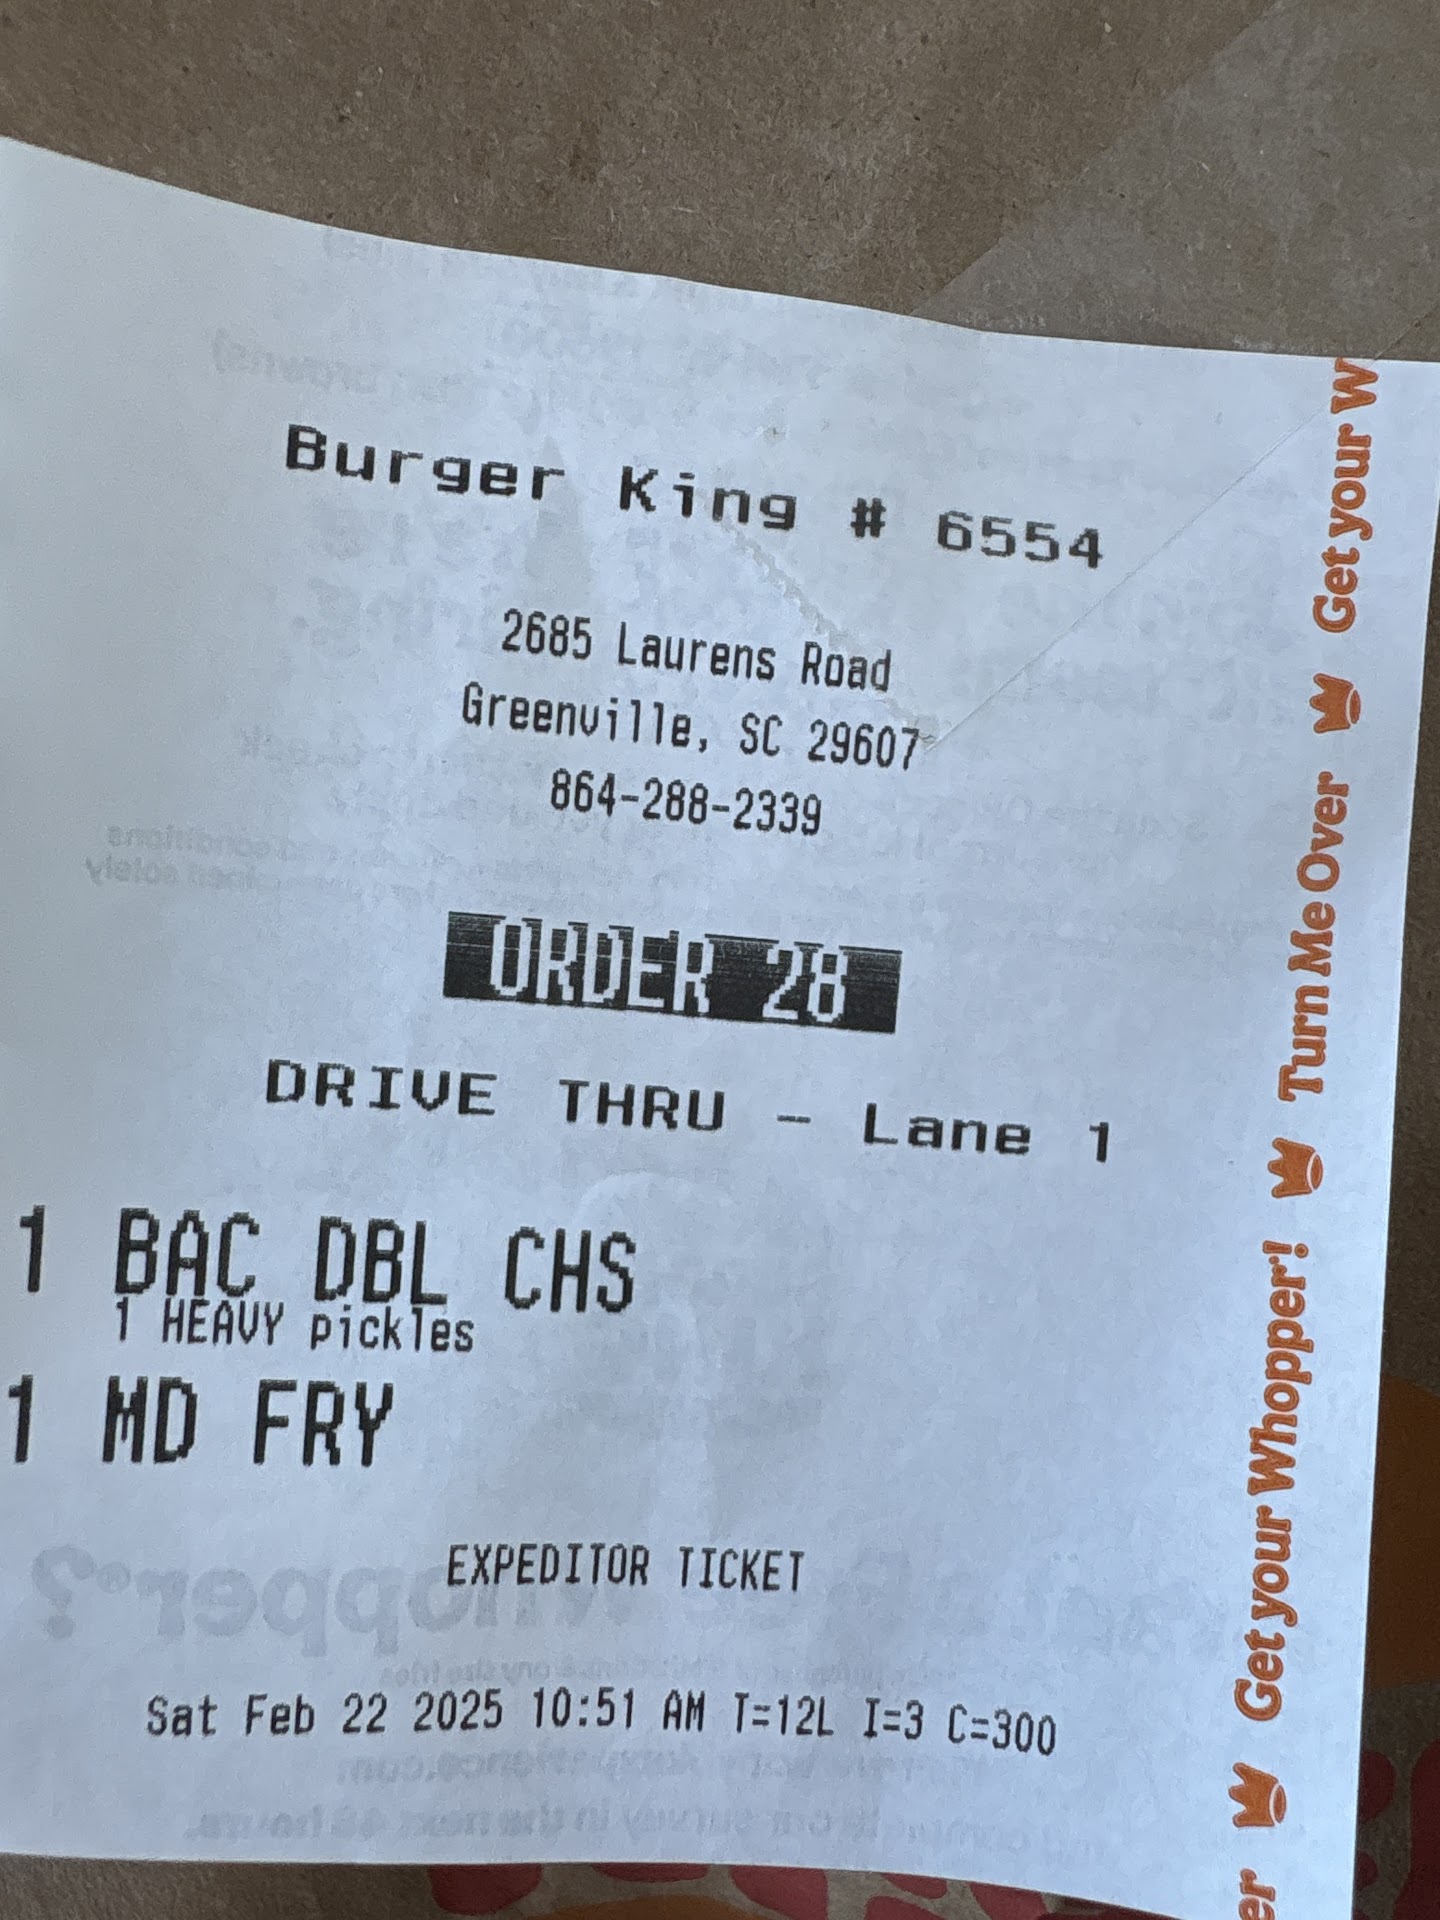 Burger King # 6554
2685 Laurens Road
Greenville, SC 29607
864-288-2339
ORDER 28
DRIVE THRU - Lane 1
1 BAC DBL CHS
1 HEAVY pickles
1 MD FRY
EXPEDITOR TICKET
Sat Feb 22 2025 10:51 AM T=12L I=3 C=300
er Get your Whopper! Turn Me Over Get your W